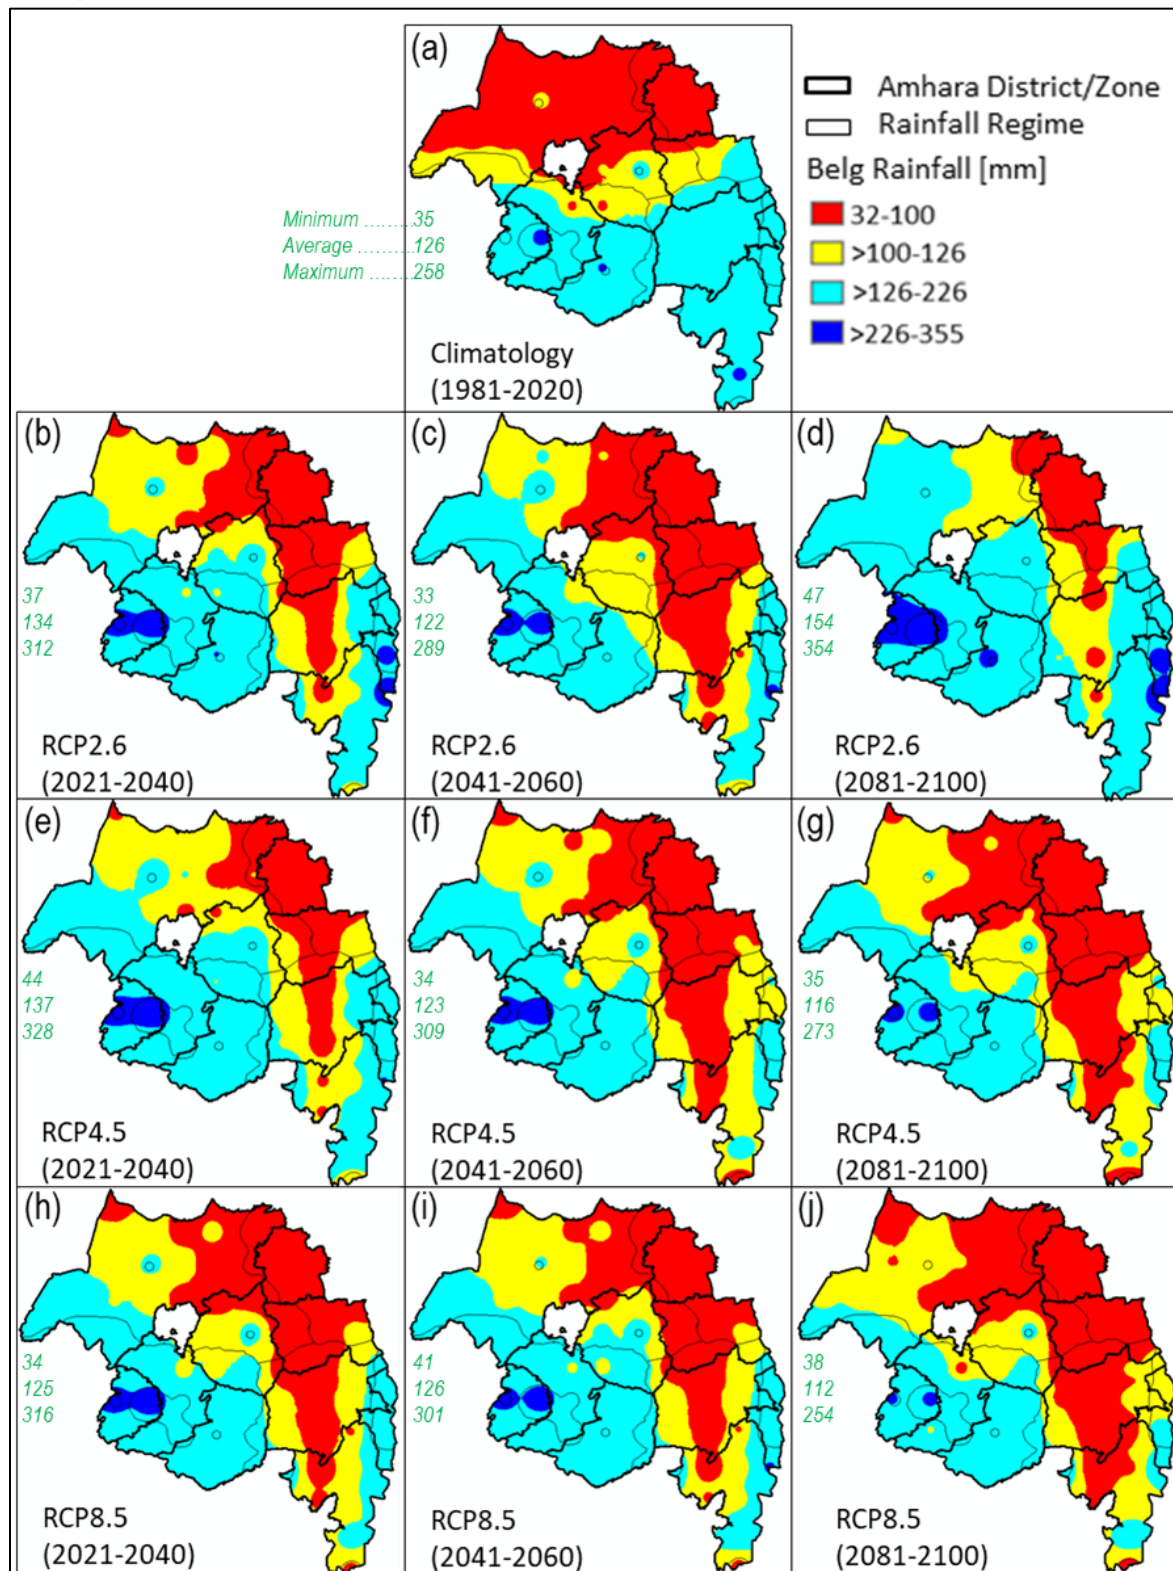 (a)
Amhara District/Zone
Rainfall Regime
Belg Rainfall [mm]
32-100
>100-126
>126-226
>226-355
Minimum .......35
Average .........126
Maximum .......258
Climatology
(1981-2020)
(b)
37
134
312
RCP2.6
(2021-2040)
(c)
33
122
289
RCP2.6
(2041-2060)
(d)
47
154
354
RCP2.6
(2081-2100)
(e)
44
137
328
RCP4.5
(2021-2040)
(f)
34
123
309
RCP4.5
(2041-2060)
(g)
35
116
273
RCP4.5
(2081-2100)
(h)
34
125
316
RCP8.5
(2021-2040)
(i)
41
126
301
RCP8.5
(2041-2060)
(j)
38
112
254
RCP8.5
(2081-2100)